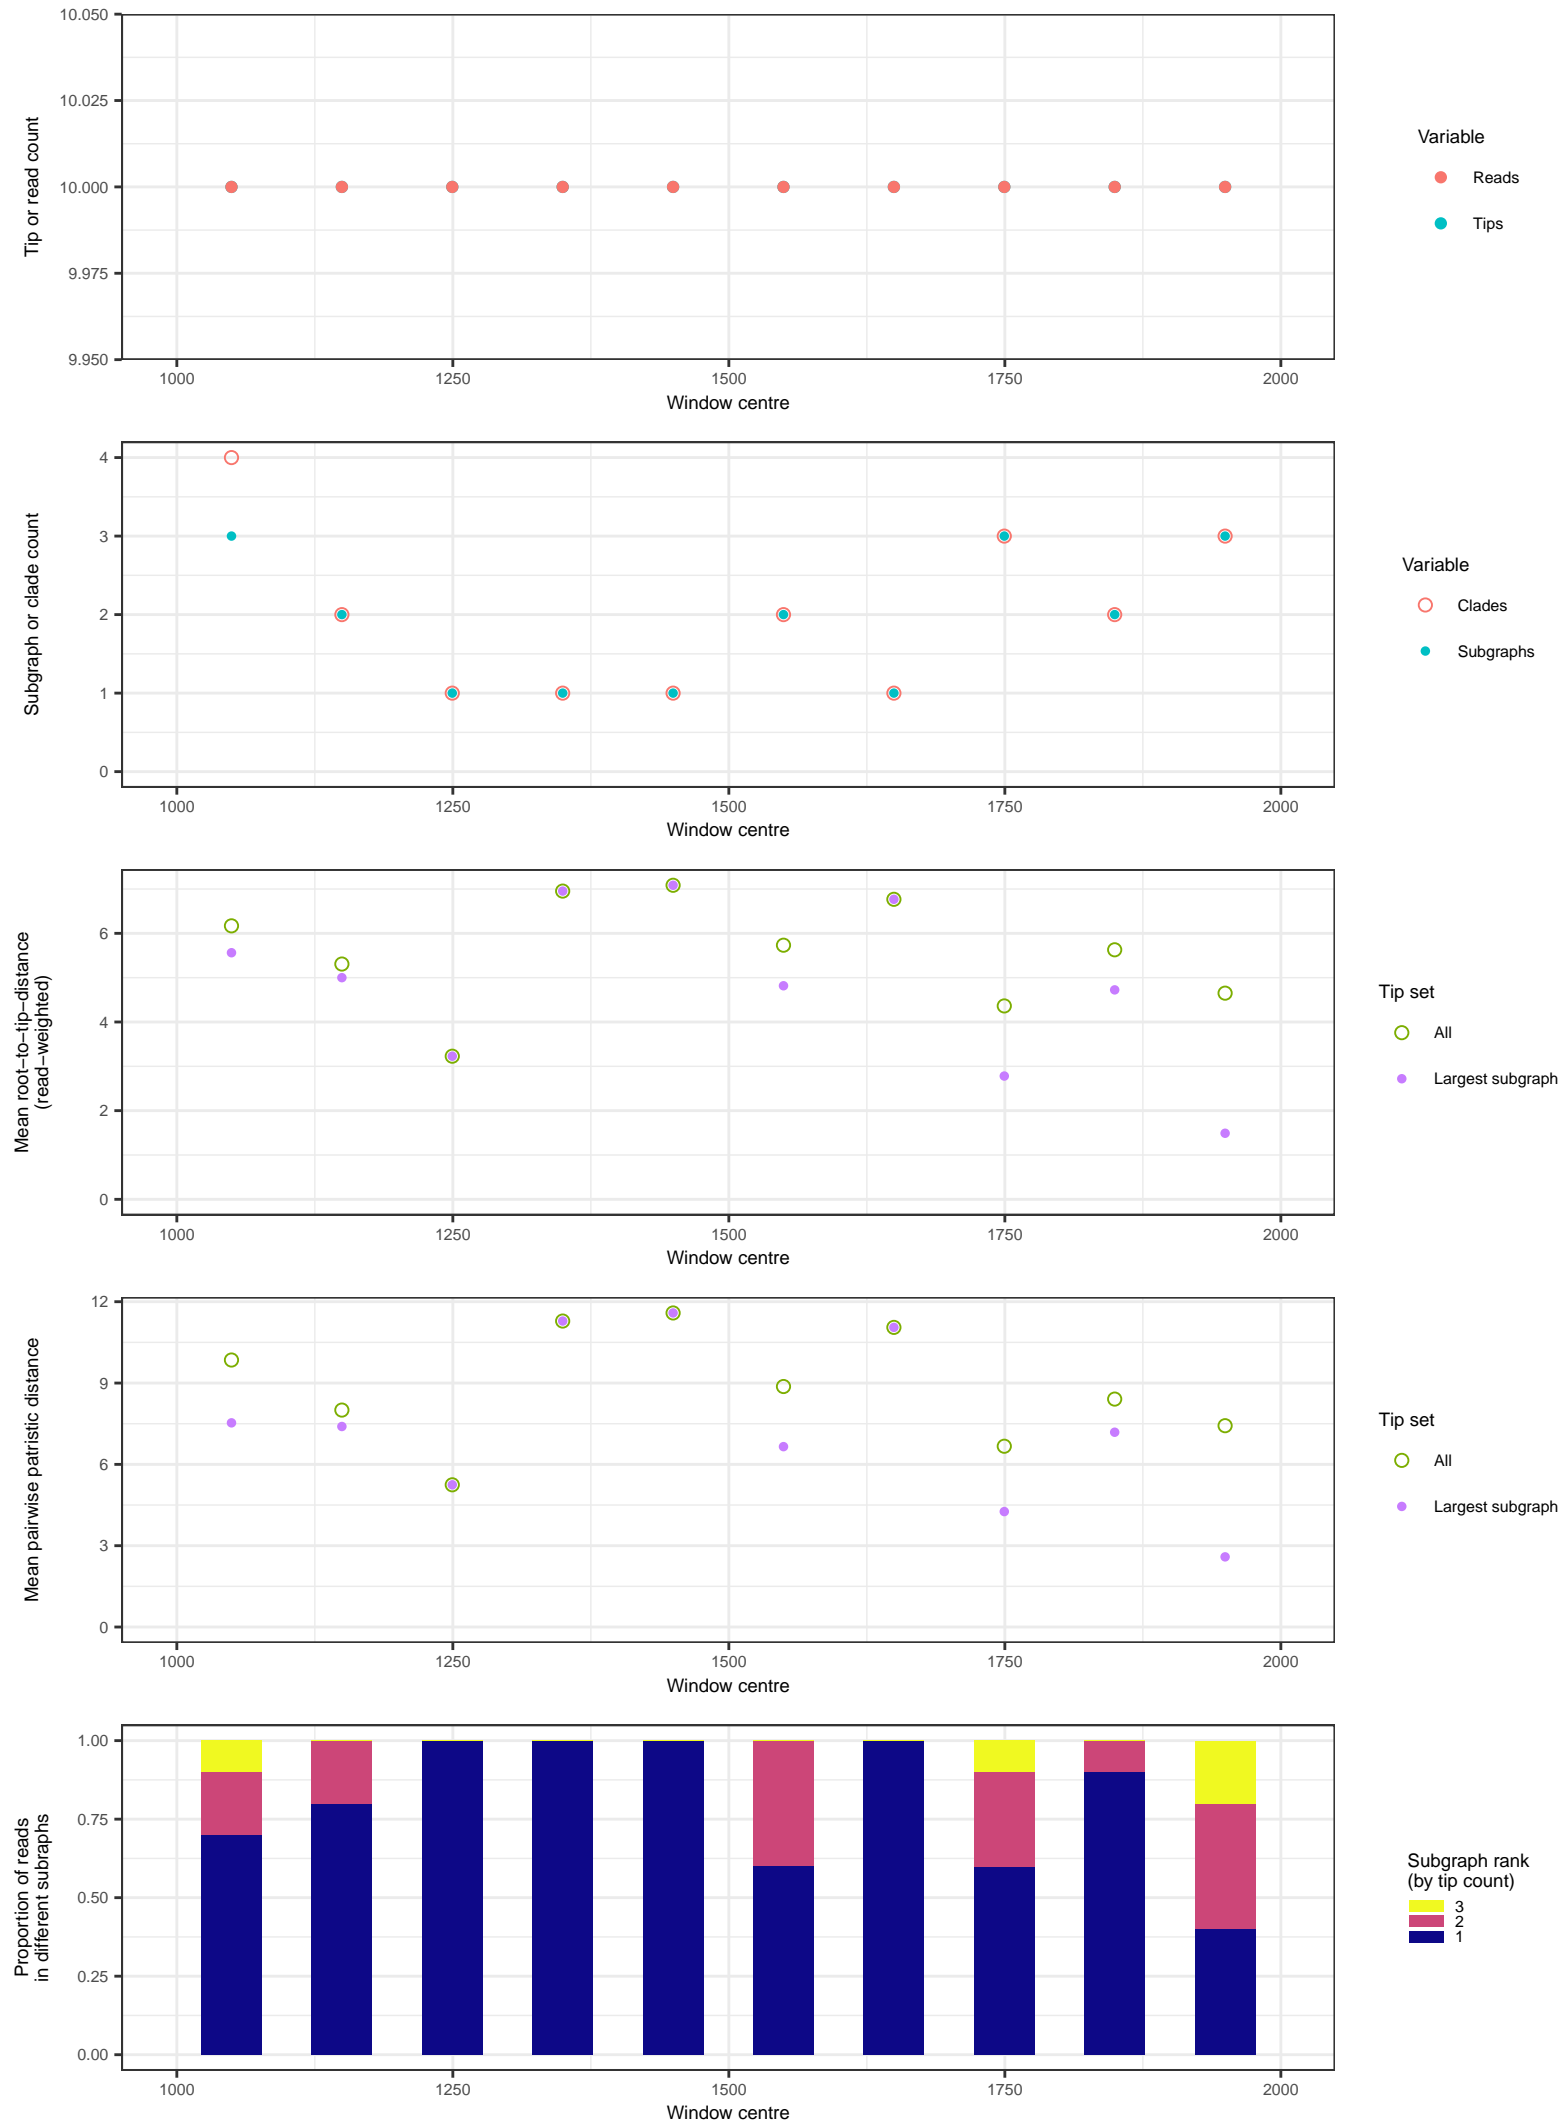 10.050
10.025
10.000
9.975
9.950
Tip or read count
1000 1250 1500 1750 2000
Window centre
Variable
Reads
Tips
4
3
2
1
0
Subgraph or clade count
1000 1250 1500 1750 2000
Window centre
Variable
Clades
Subgraphs
6
4
2
0
Mean root−to−tip−distance
(read−weighted)
1000 1250 1500 1750 2000
Window centre
Tip set
All
Largest subgraph
12
9
6
3
0
Mean pairwise patristic distance
1000 1250 1500 1750 2000
Window centre
Tip set
All
Largest subgraph
1.00
0.75
0.50
0.25
0.00
Proportion of reads
in different subraphs
1000 1250 1500 1750 2000
Window centre
Subgraph rank
(by tip count)
3
2
1